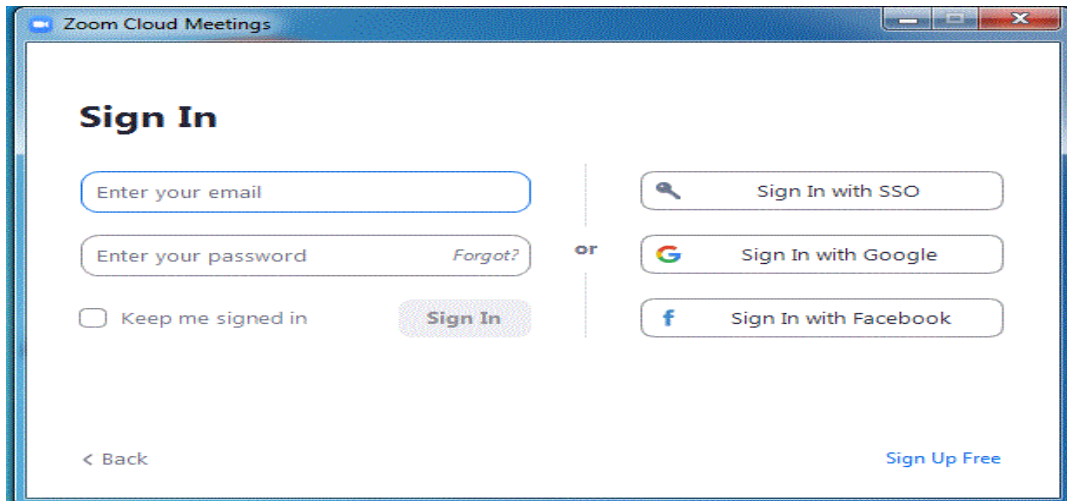 Zoom Cloud Meetings
Sign In
Enter your email
Enter your password Forgot?
Keep me signed in Sign In
or
Sign In with SSO
Sign In with Google
Sign In with Facebook
< Back
Sign Up Free